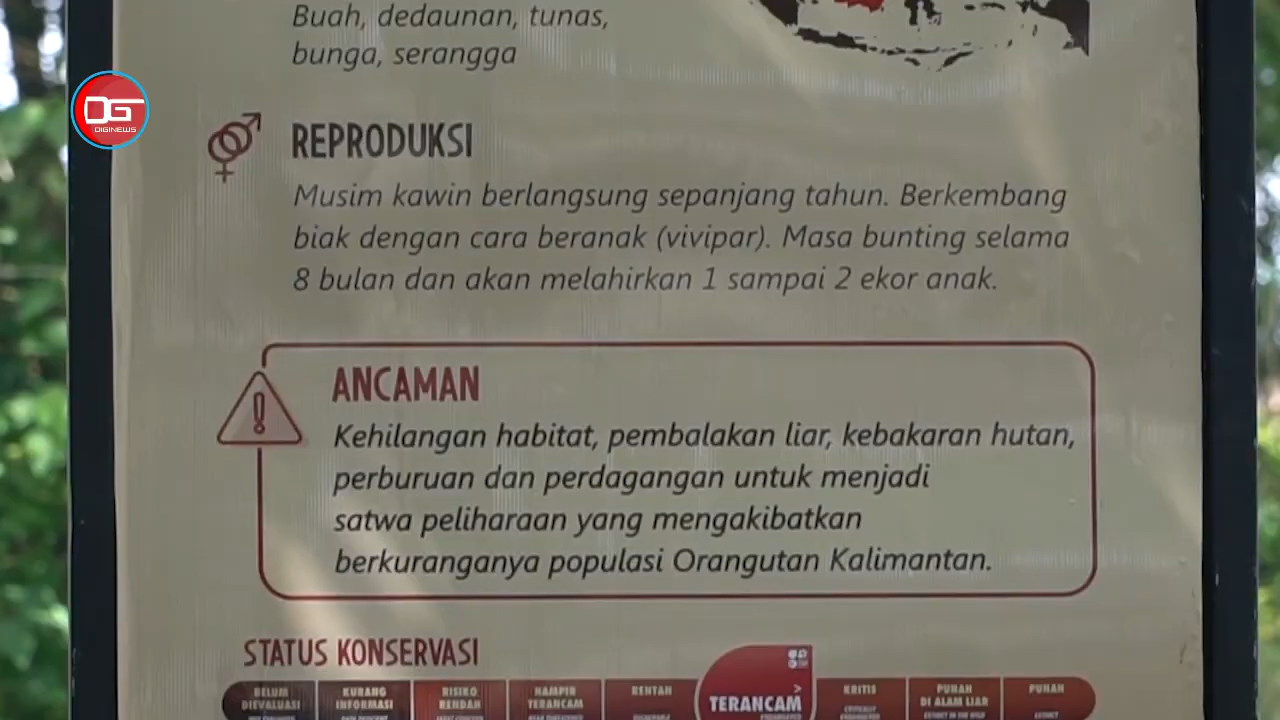 Buah, dedaunan, tunas,
bunga, serangga
DG
DIGINEWS
REPRODUKSI
Musim kawin berlangsung sepanjang tahun. Berkembang
biak dengan cara beranak (vivipar). Masa bunting selama
8 bulan dan akan melahirkan 1 sampai 2 ekor anak.
ANCAMAN
Kehilangan habitat, pembalakan liar, kebakaran hutan,
perburuan dan perdagangan untuk menjadi
satwa peliharaan yang mengakibatkan
berkuranganya populasi Orangutan Kalimantan.
STATUS KONSERVASI
BELUM
DIEVALUASI
KURANG
INFORMASI
RISIKO
RENDAH
HAMPIR
TERANCAM
RENTAN
TERANCAM
KRITIS
PUNAH
DI ALAM LIAR
PUNAH